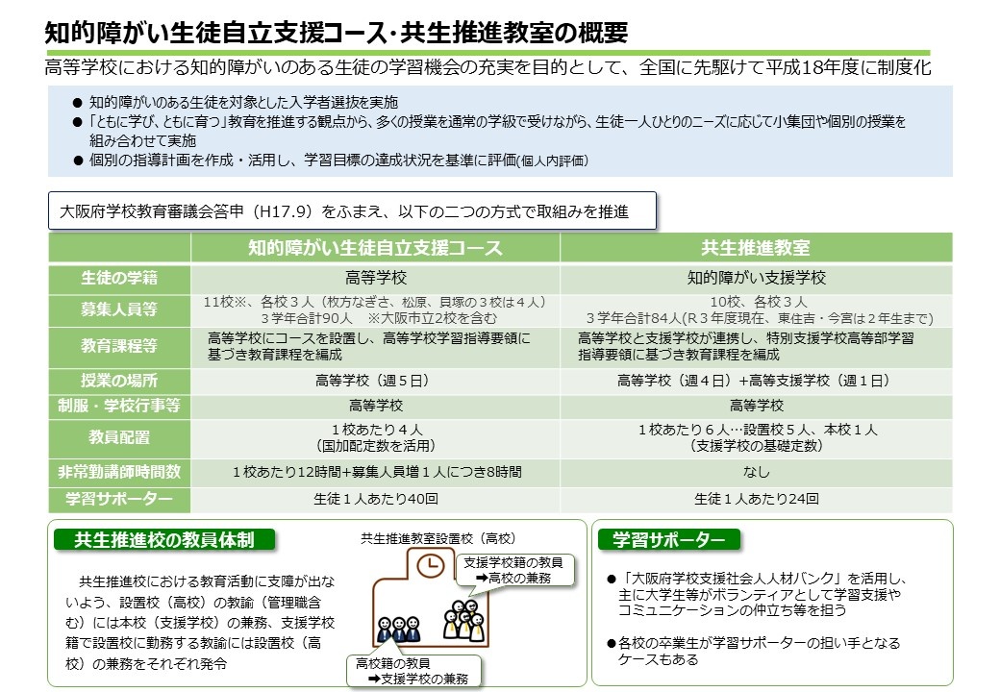 知的障がい生徒自立支援コース・共生推進教室の概要
高等学校における知的障がいのある生徒の学習機会の充実を目的として、全国に先駆けて平成18年度に制度化
● 知的障がいのある生徒を対象とした入学者選抜を実施
● 「ともに学び、ともに育つ」教育を推進する観点から、多くの授業を通常の学級で受けながら、生徒一人ひとりのニーズに応じて小集団や個別の授業を
組み合わせて実施
● 個別の指導計画を作成・活用し、学習目標の達成状況を基準に評価(個人内評価)
大阪府学校教育審議会答申（H17.9）をふまえ、以下の二つの方式で取組みを推進
知的障がい生徒自立支援コース 共生推進教室
生徒の学籍 高等学校 知的障がい支援学校
募集人員等 11校※、各校３人（枚方なぎさ、松原、貝塚の３校は４人）
３学年合計90人　※大阪市立2校を含む
10校、各校３人
３学年合計84人(R３年度現在、東住吉・今宮は２年生まで)
教育課程等 高等学校にコースを設置し、高等学校学習指導要領に
基づき教育課程を編成
高等学校と支援学校が連携し、特別支援学校高等部学習
指導要領に基づき教育課程を編成
授業の場所 高等学校（週５日） 高等学校（週４日）+高等支援学校（週１日）
制服・学校行事等 高等学校 高等学校
教員配置 １校あたり４人
（国加配定数を活用）
１校あたり６人…設置校５人、本校１人
（支援学校の基礎定数）
非常勤講師時間数 １校あたり12時間+募集人員増１人につき8時間 なし
学習サポーター 生徒１人あたり40回 生徒１人あたり24回
共生推進校の教員体制
共生推進校における教育活動に支障が出な
いよう、設置校（高校）の教諭（管理職含
む）には本校（支援学校）の兼務、支援学校
籍で設置校に勤務する教諭には設置校（高
校）の兼務をそれぞれ発令
共生推進教室設置校（高校）
支援学校籍の教員
➡高校の兼務
高校籍の教員
➡支援学校の兼務
学習サポーター
● 「大阪府学校支援社会人人材バンク」を活用し、
主に大学生等がボランティアとして学習支援や
コミュニケーションの仲立ち等を担う
● 各校の卒業生が学習サポーターの担い手となる
ケースもある